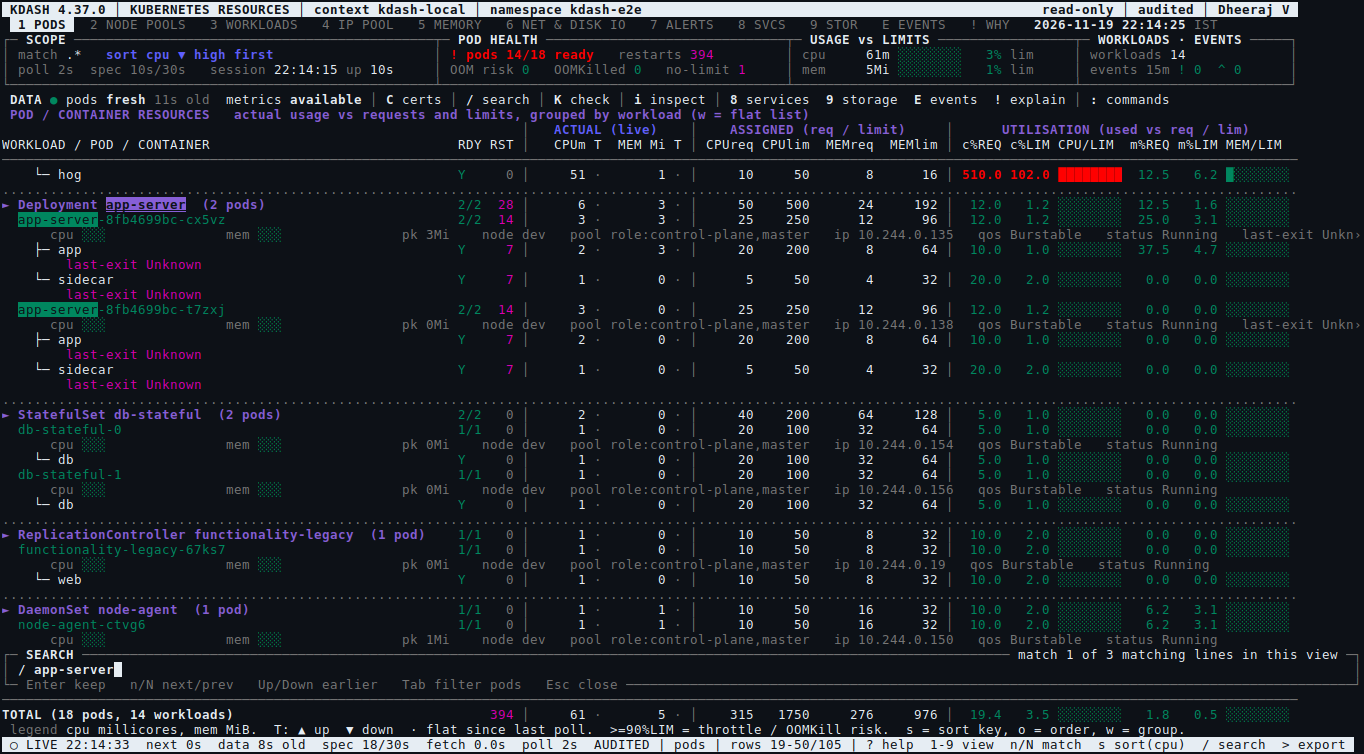 KDASH 4.37.0 │ KUBERNETES RESOURCES │ context kdash-local │ namespace kdash-e2e read-only │ audited │ Dheeraj V
1 PODS 2 NODE POOLS 3 WORKLOADS 4 IP POOL 5 MEMORY 6 NET & DISK IO 7 ALERTS 8 SVCS 9 STOR E EVENTS ! WHY 2026-11-19 22:14:25 IST
SCOPE POD HEALTH USAGE vs LIMITS WORKLOADS · EVENTS
match .* sort cpu ▼ high first ! pods 14/18 ready restarts 394 cpu 61m 3% lim workloads 14
poll 2s spec 10s/30s session 22:14:15 up 10s OOM risk 0 OOMKilled 0 no-limit 1 mem 5Mi 1% lim events 15m ! 0 ^ 0
DATA ● pods fresh 11s old metrics available │ C certs │ / search │ K check │ i inspect │ 8 services 9 storage E events ! explain │ : commands
POD / CONTAINER RESOURCES actual usage vs requests and limits, grouped by workload (w = flat list)
│ ACTUAL (live) │ ASSIGNED (req / limit) │ UTILISATION (used vs req / lim)
WORKLOAD / POD / CONTAINER RDY RST │ CPUm T MEM Mi T │ CPUreq CPUlim MEMreq MEMlim │ c%REQ c%LIM CPU/LIM m%REQ m%LIM MEM/LIM
└─ hog Y 0 │ 51 · 1 · │ 10 50 8 16 │ 510.0 102.0 12.5 6.2
► Deployment app-server (2 pods) 2/2 28 │ 6 · 3 · │ 50 500 24 192 │ 12.0 1.2 12.5 1.6
app-server-8fb4699bc-cx5vz 2/2 14 │ 3 · 3 · │ 25 250 12 96 │ 12.0 1.2 25.0 3.1
cpu mem pk 3Mi node dev pool role:control-plane,master ip 10.244.0.135 qos Burstable status Running last-exit Unkn›
├─ app Y 7 │ 2 · 3 · │ 20 200 8 64 │ 10.0 1.0 37.5 4.7
last-exit Unknown
└─ sidecar Y 7 │ 1 · 0 · │ 5 50 4 32 │ 20.0 2.0 0.0 0.0
last-exit Unknown
app-server-8fb4699bc-t7zxj 2/2 14 │ 3 · 0 · │ 25 250 12 96 │ 12.0 1.2 0.0 0.0
cpu mem pk 0Mi node dev pool role:control-plane,master ip 10.244.0.138 qos Burstable status Running last-exit Unkn›
├─ app Y 7 │ 2 · 0 · │ 20 200 8 64 │ 10.0 1.0 0.0 0.0
last-exit Unknown
└─ sidecar Y 7 │ 1 · 0 · │ 5 50 4 32 │ 20.0 2.0 0.0 0.0
last-exit Unknown
► StatefulSet db-stateful (2 pods) 2/2 0 │ 2 · 0 · │ 40 200 64 128 │ 5.0 1.0 0.0 0.0
db-stateful-0 1/1 0 │ 1 · 0 · │ 20 100 32 64 │ 5.0 1.0 0.0 0.0
cpu mem pk 0Mi node dev pool role:control-plane,master ip 10.244.0.154 qos Burstable status Running
└─ db Y 0 │ 1 · 0 · │ 20 100 32 64 │ 5.0 1.0 0.0 0.0
db-stateful-1 1/1 0 │ 1 · 0 · │ 20 100 32 64 │ 5.0 1.0 0.0 0.0
cpu mem pk 0Mi node dev pool role:control-plane,master ip 10.244.0.156 qos Burstable status Running
└─ db Y 0 │ 1 · 0 · │ 20 100 32 64 │ 5.0 1.0 0.0 0.0
► ReplicationController functionality-legacy (1 pod) 1/1 0 │ 1 · 0 · │ 10 50 8 32 │ 10.0 2.0 0.0 0.0
functionality-legacy-67ks7 1/1 0 │ 1 · 0 · │ 10 50 8 32 │ 10.0 2.0 0.0 0.0
cpu mem pk 0Mi node dev pool role:control-plane,master ip 10.244.0.19 qos Burstable status Running
└─ web Y 0 │ 1 · 0 · │ 10 50 8 32 │ 10.0 2.0 0.0 0.0
► DaemonSet node-agent (1 pod) 1/1 0 │ 1 · 1 · │ 10 50 16 32 │ 10.0 2.0 6.2 3.1
node-agent-ctvg6 1/1 0 │ 1 · 1 · │ 10 50 16 32 │ 10.0 2.0 6.2 3.1
cpu mem pk 1Mi node dev pool role:control-plane,master ip 10.244.0.150 qos Burstable status Running
SEARCH match 1 of 3 matching lines in this view
/ app-server
Enter keep n/N next/prev Up/Down earlier Tab filter pods Esc close
TOTAL (18 pods, 14 workloads) 394 │ 61 · 5 · │ 315 1750 276 976 │ 19.4 3.5 1.8 0.5
legend cpu millicores, mem MiB. T: ▲ up ▼ down · flat since last poll. >=90%LIM = throttle / OOMKill risk. s = sort key, o = order, w = group.
○ LIVE 22:14:33 next 0s data 8s old spec 18/30s fetch 0.0s poll 2s AUDITED │ pods │ rows 19-50/105 │ ? help 1-9 view n/N match s sort(cpu) / search > export